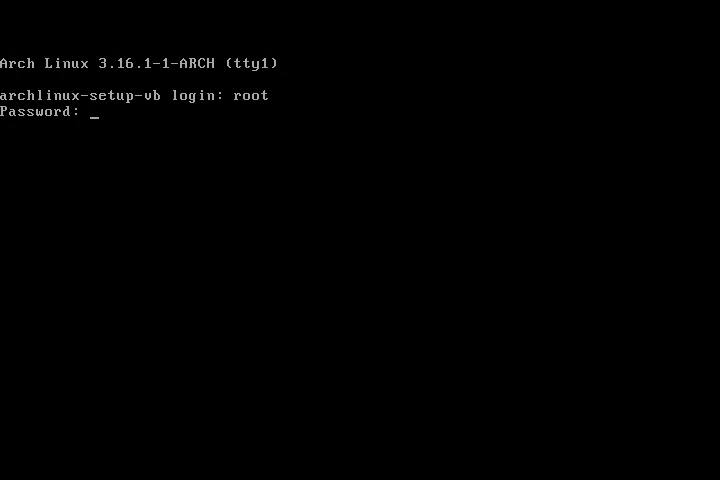 Arch Linux 3.16.1-1-ARCH (tty1)
archlinux-setup-vb login: root
Password: _